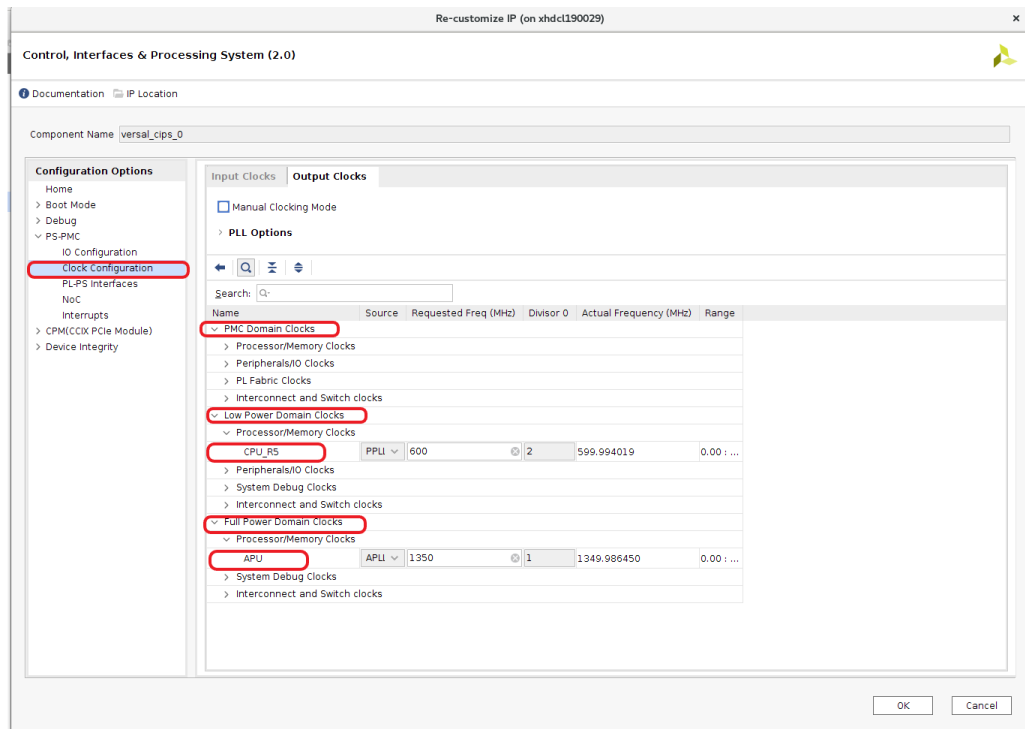 Re-customize IP (on xhdcl190029)
Control, Interfaces & Processing System (2.0)
Documentation IP Location
Component Name versal_cips_0
Configuration Options
Home
Boot Mode
Debug
PS-PMC
IO Configuration
Clock Configuration
PL-PS Interfaces
NoC
Interrupts
CPM(CCIX PCIe Module)
Device Integrity
Input Clocks Output Clocks
Manual Clocking Mode
PLL Options
Search:
Name Source Requested Freq (MHz) Divisor 0 Actual Frequency (MHz) Range
PMC Domain Clocks
Processor/Memory Clocks
Peripherals/IO Clocks
PL Fabric Clocks
Interconnect and Switch clocks
Low Power Domain Clocks
Processor/Memory Clocks
CPU_R5 PPLL 600 2 599.994019 0.00 : ...
Peripherals/IO Clocks
System Debug Clocks
Interconnect and Switch clocks
Full Power Domain Clocks
Processor/Memory Clocks
APU APLL 1350 1 1349.986450 0.00 : ...
System Debug Clocks
Interconnect and Switch clocks
OK Cancel